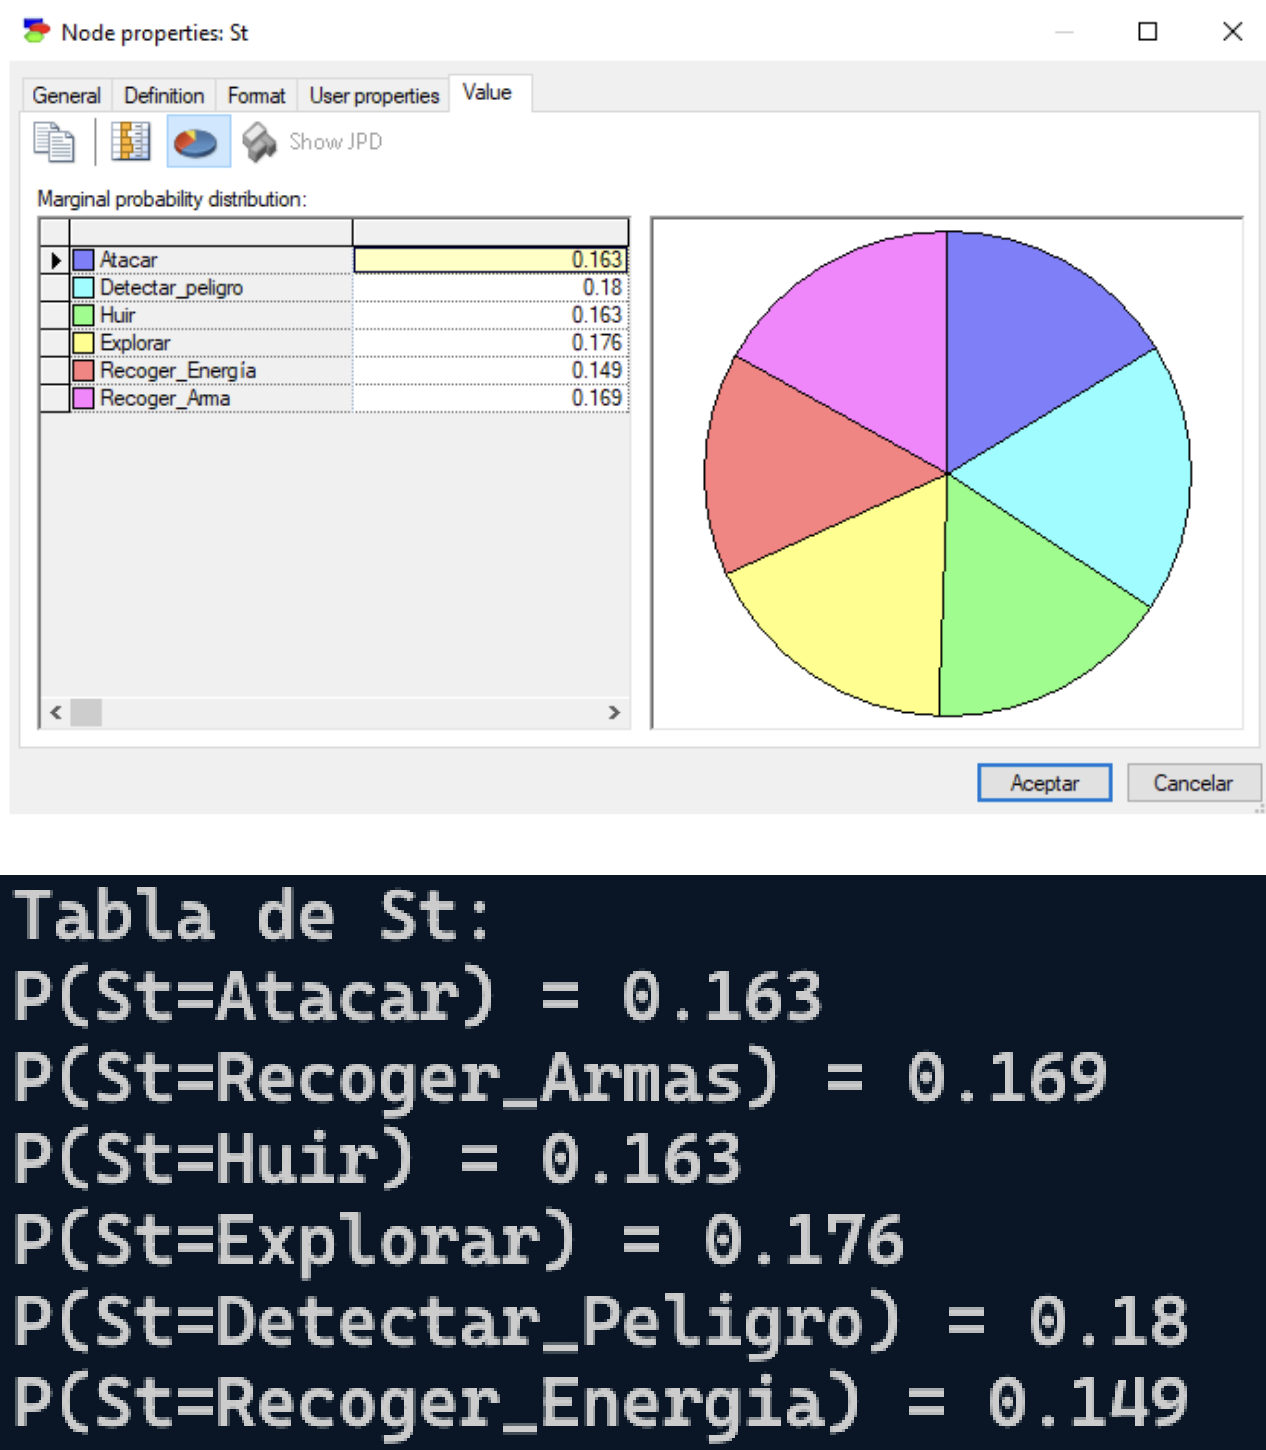 Node properties: St
General Definition Format User properties Value
Show JPD
Marginal probability distribution:
Atacar 0.163
Detectar_peligro 0.18
Huir 0.163
Explorar 0.176
Recoger_Energía 0.149
Recoger_Arma 0.169
Aceptar Cancelar
Tabla de St:
P(St=Atacar) = 0.163
P(St=Recoger_Armas) = 0.169
P(St=Huir) = 0.163
P(St=Explorar) = 0.176
P(St=Detectar_Peligro) = 0.18
P(St=Recoger_Energia) = 0.149